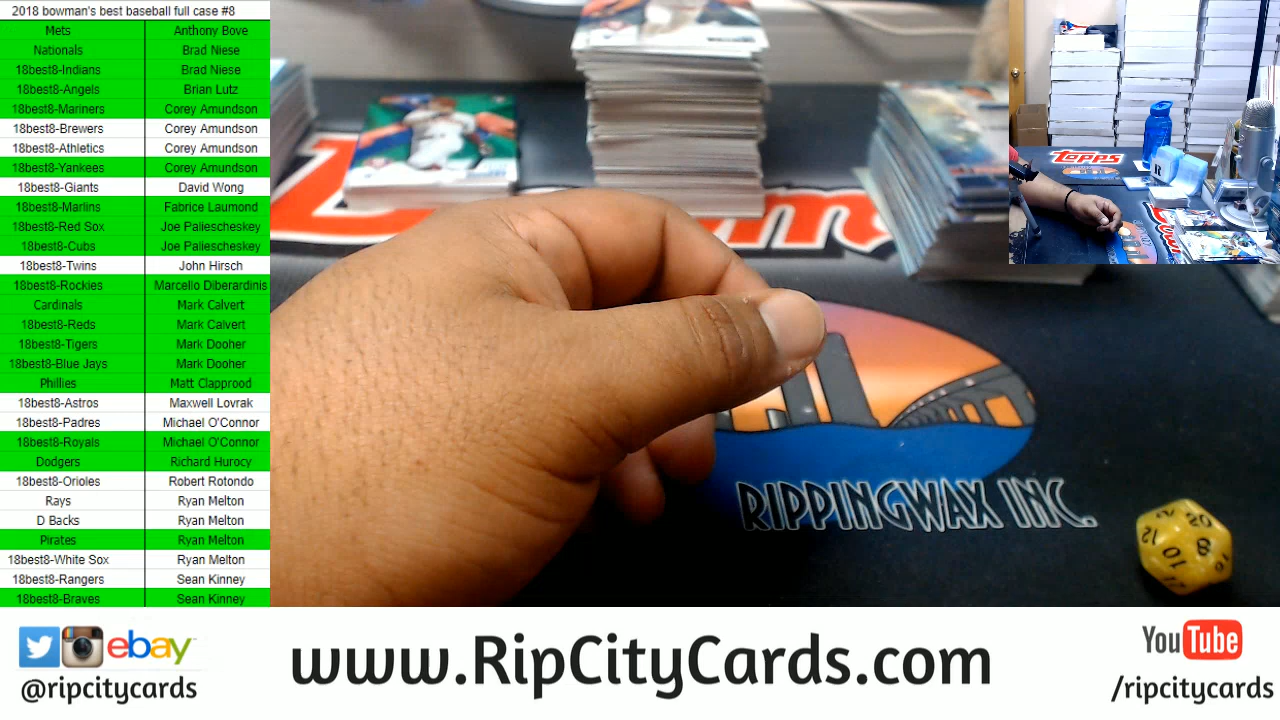 2018 bowman's best baseball full case #8
Mets Anthony Bove
Nationals Brad Niese
18best8-Indians Brad Niese
18best8-Angels Brian Lutz
18best8-Mariners Corey Amundson
18best8-Brewers Corey Amundson
18best8-Athletics Corey Amundson
18best8-Yankees Corey Amundson
18best8-Giants David Wong
18best8-Marlins Fabrice Laumond
18best8-Red Sox Joe Paliescheskey
18best8-Cubs Joe Paliescheskey
18best8-Twins John Hirsch
18best8-Rockies Marcello Diberardinis
Cardinals Mark Calvert
18best8-Reds Mark Calvert
18best8-Tigers Mark Dooher
18best8-Blue Jays Mark Dooher
Phillies Matt Clapprood
18best8-Astros Maxwell Lovrak
18best8-Padres Michael O'Connor
18best8-Royals Michael O'Connor
Dodgers Richard Hurocy
18best8-Orioles Robert Rotondo
Rays Ryan Melton
D Backs Ryan Melton
Pirates Ryan Melton
18best8-White Sox Ryan Melton
18best8-Rangers Sean Kinney
18best8-Braves Sean Kinney
topps
RIPPINGWAX INC.
12 20 10 8
ebay
@ripcitycards
www.RipCityCards.com
YouTube
/ripcitycards